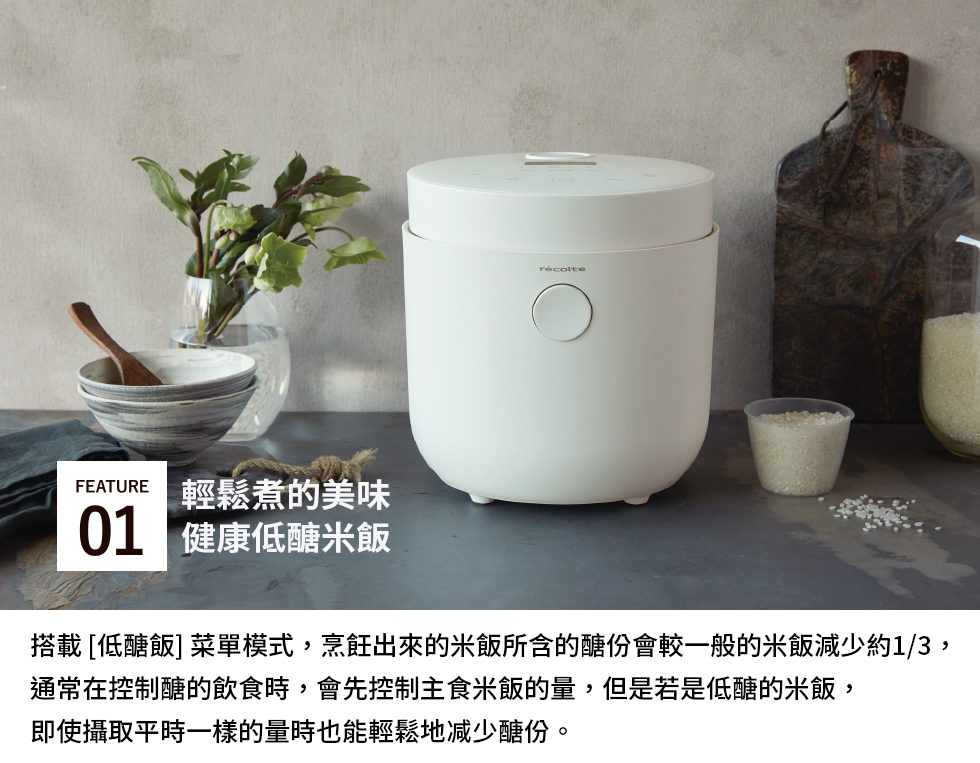 récolte
FEATURE
01
輕鬆煮的美味
健康低醣米飯
搭載 [低醣飯] 菜單模式，烹飪出來的米飯所含的醣份會較一般的米飯減少約1/3，
通常在控制醣的飲食時，會先控制主食米飯的量，但是若是低醣的米飯，
即使攝取平時一樣的量時也能輕鬆地减少醣份。